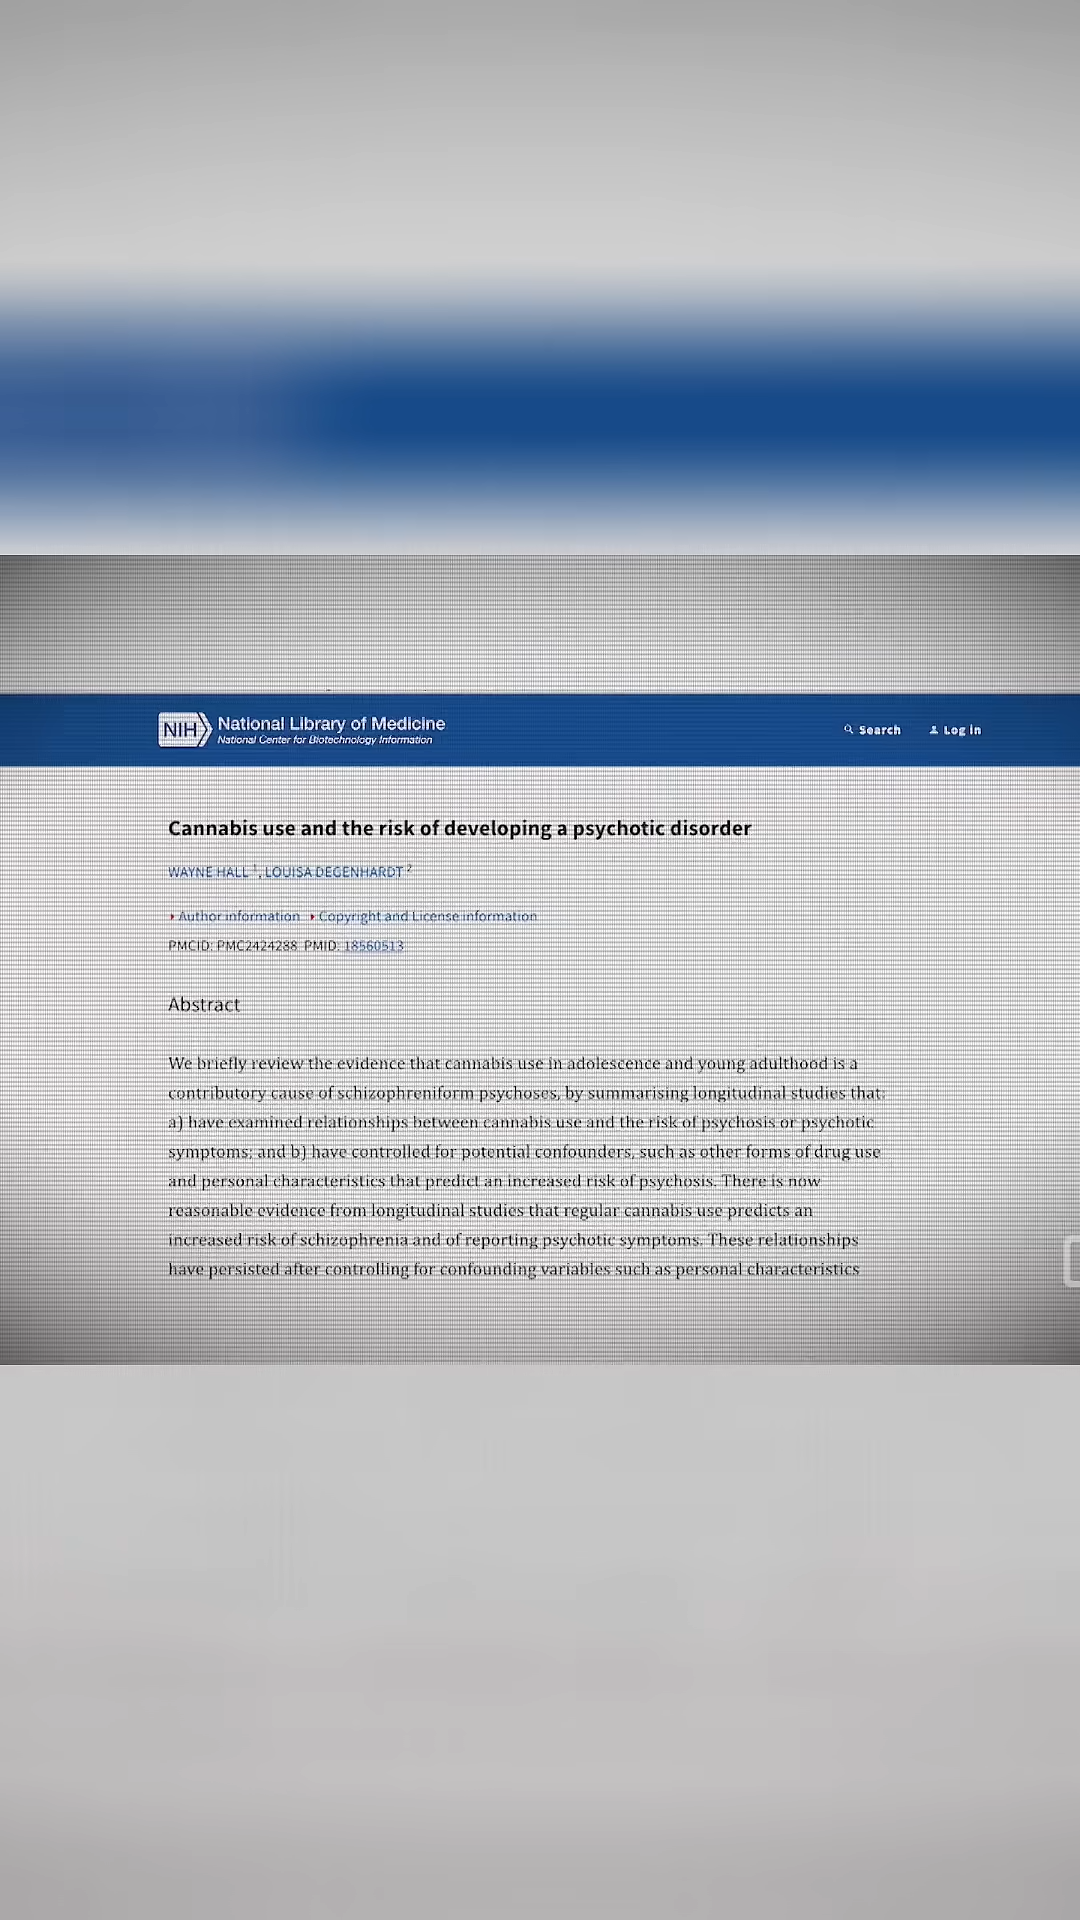 NIH National Library of Medicine
National Center for Biotechnology Information
Search Log in
Cannabis use and the risk of developing a psychotic disorder
WAYNE HALL 1, LOUISA DEGENHARDT 2
Author information Copyright and License information
PMCID: PMC2424288 PMID: 18560513
Abstract
We briefly review the evidence that cannabis use in adolescence and young adulthood is a
contributory cause of schizophreniform psychoses, by summarising longitudinal studies that:
a) have examined relationships between cannabis use and the risk of psychosis or psychotic
symptoms; and b) have controlled for potential confounders, such as other forms of drug use
and personal characteristics that predict an increased risk of psychosis. There is now
reasonable evidence from longitudinal studies that regular cannabis use predicts an
increased risk of schizophrenia and of reporting psychotic symptoms. These relationships
have persisted after controlling for confounding variables such as personal characteristics